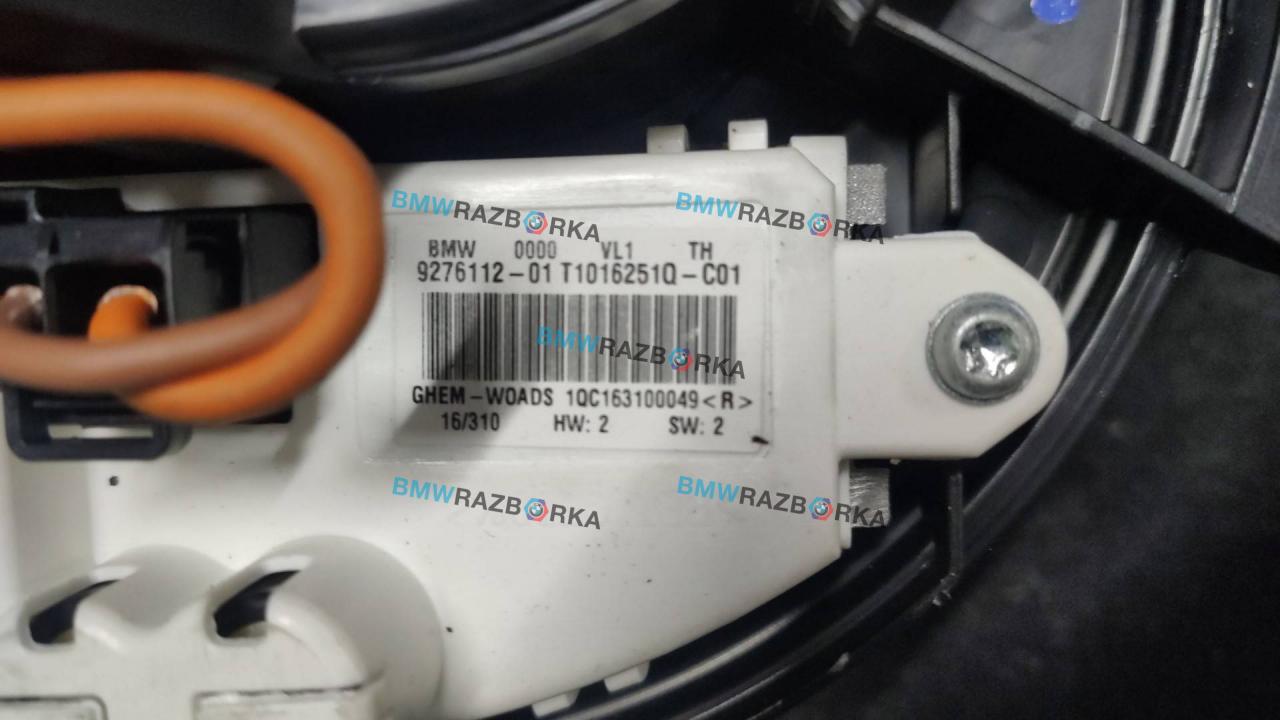 BMWRAZBORKA BMWRAZBORKA
BMW 0000 VL1 TH
9276112-01 T1016251Q-C01
BMWRAZBORKA
GHEM-WOADS 1QC163100049<R>
16/310 HW: 2 SW: 2
BMWRAZBORKA BMWRAZBORKA